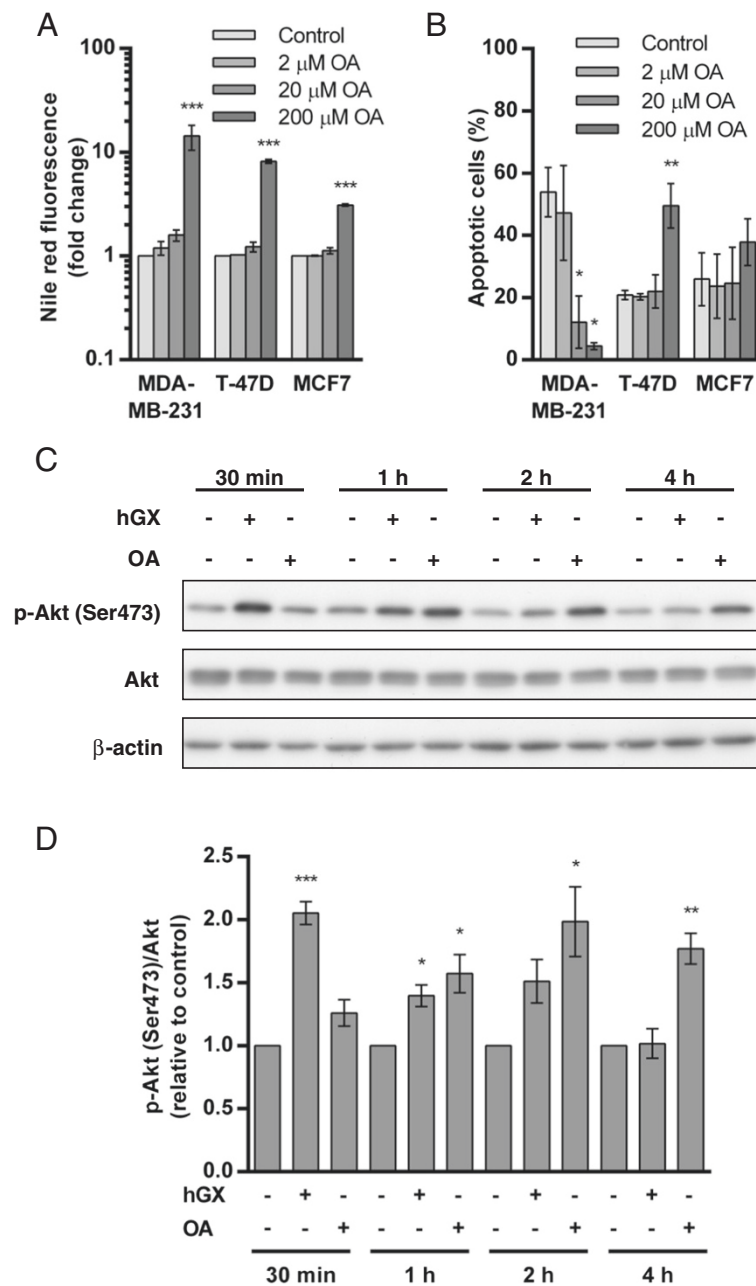 A
Nile red fluorescence
(fold change)
100
10
1
0.1
Control
2 μM OA
20 μM OA
200 μM OA
***
***
***
MDA-
MB-231
T-47D
MCF7
B
Apoptotic cells (%)
100
80
60
40
20
0
Control
2 μM OA
20 μM OA
200 μM OA
*
*
**
MDA-
MB-231
T-47D
MCF7
C
30 min 1 h 2 h 4 h
hGX - + - - + - - + - - + -
OA - - + - - + - - + - - +
p-Akt (Ser473)
Akt
β-actin
D
p-Akt (Ser473)/Akt
(relative to control)
2.5
2.0
1.5
1.0
0.5
0.0
***
*
*
*
**
hGX - + - - + - - + - - + -
OA - - + - - + - - + - - +
30 min 1 h 2 h 4 h